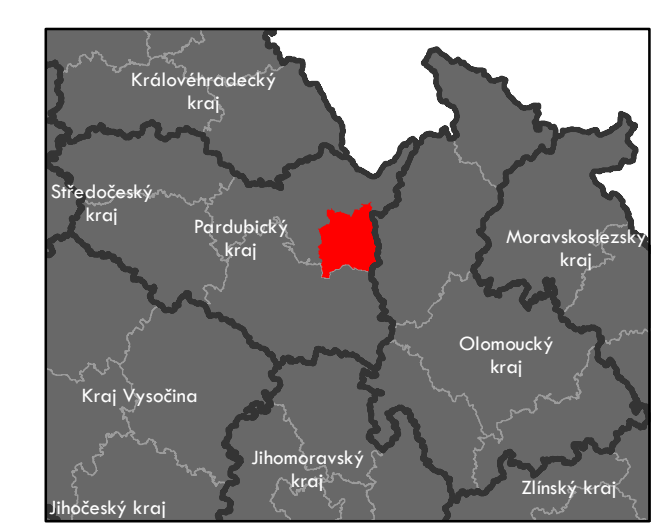 Královéhradecký
kraj
Středočeský
kraj
Pardubický
kraj
Moravskoslezský
kraj
Olomoucký
kraj
Kraj Vysočina
Jihomoravský
kraj
Zlínský kraj
Jihočeský kraj